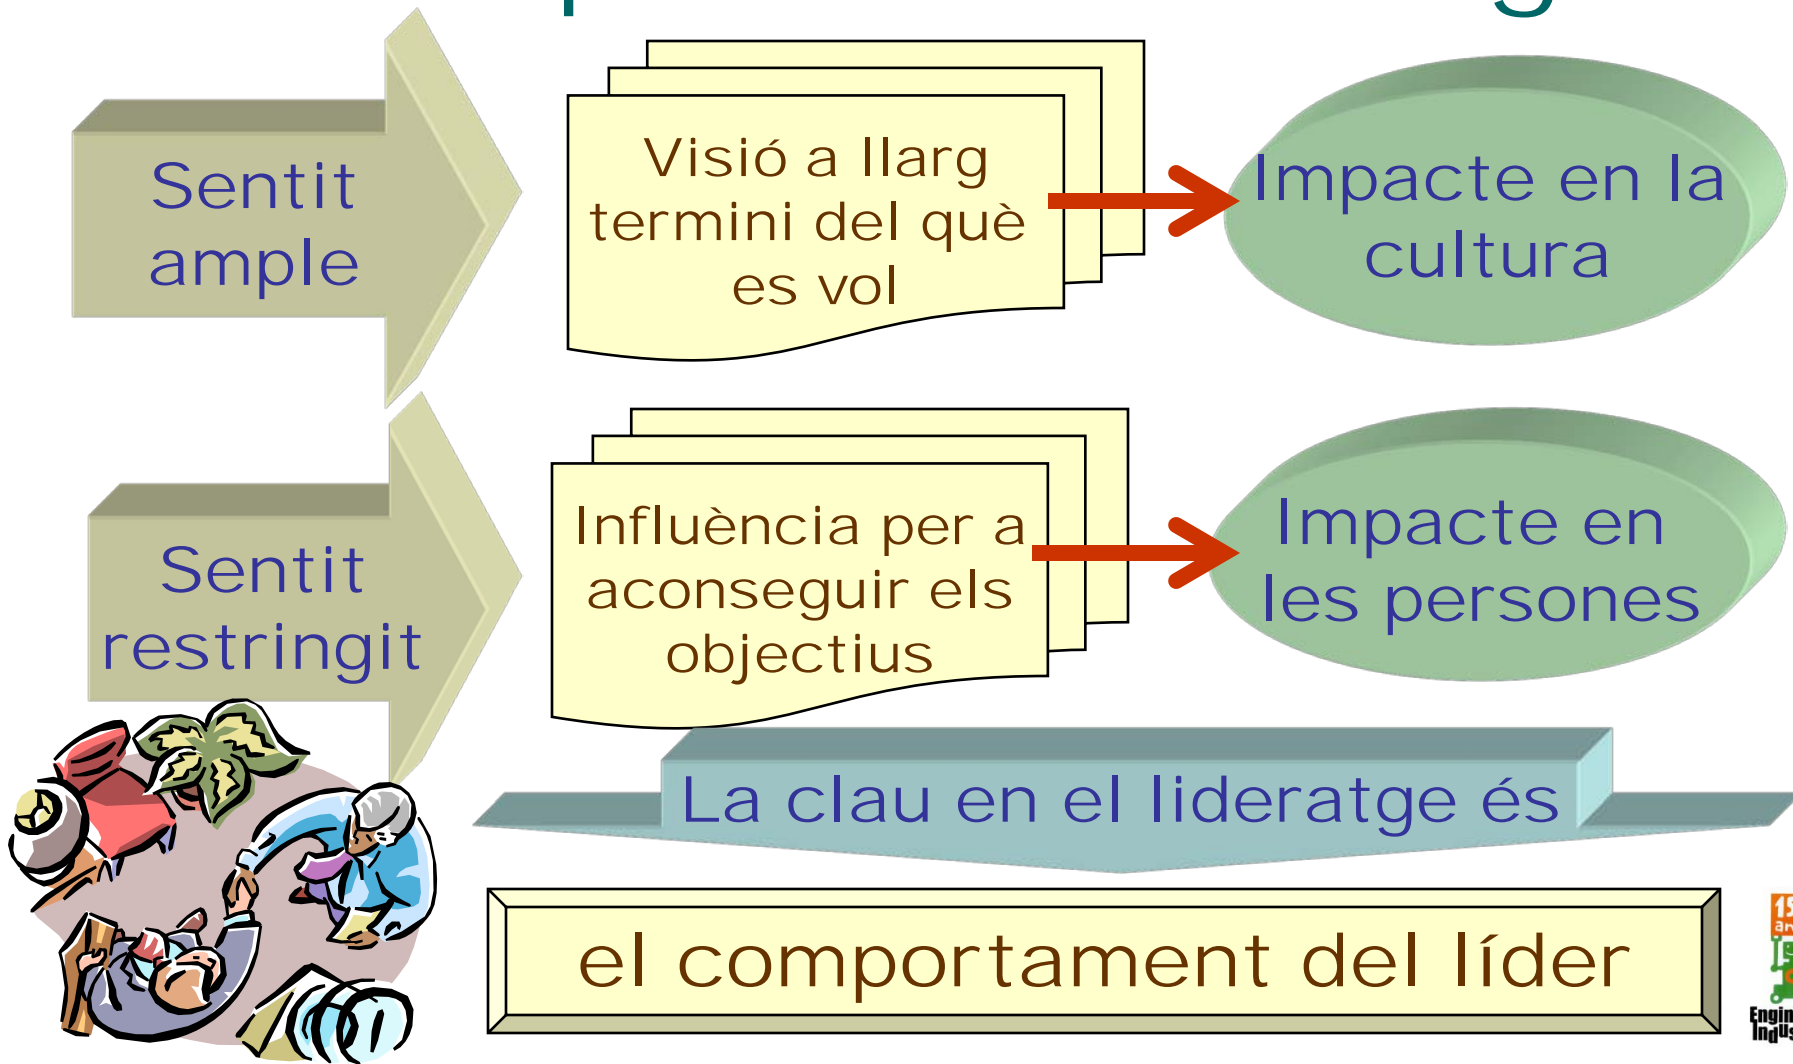 Sentit
ample
Visió a llarg
termini del què
es vol
Impacte en la
cultura
Sentit
restringit
Influència per a
aconseguir els
objectius
Impacte en
les persones
La clau en el lideratge és
el comportament del líder